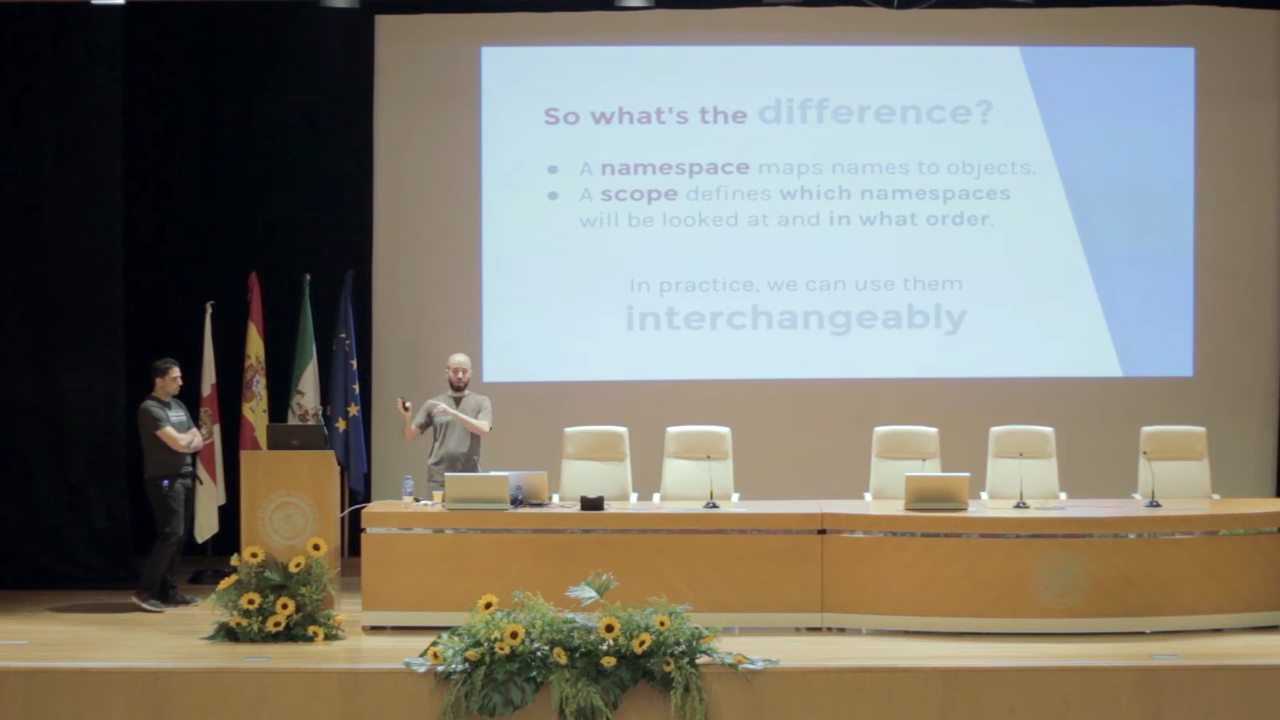 So what's the difference?
● A namespace maps names to objects.
● A scope defines which namespaces
will be looked at and in what order.
In practice, we can use them
interchangeably